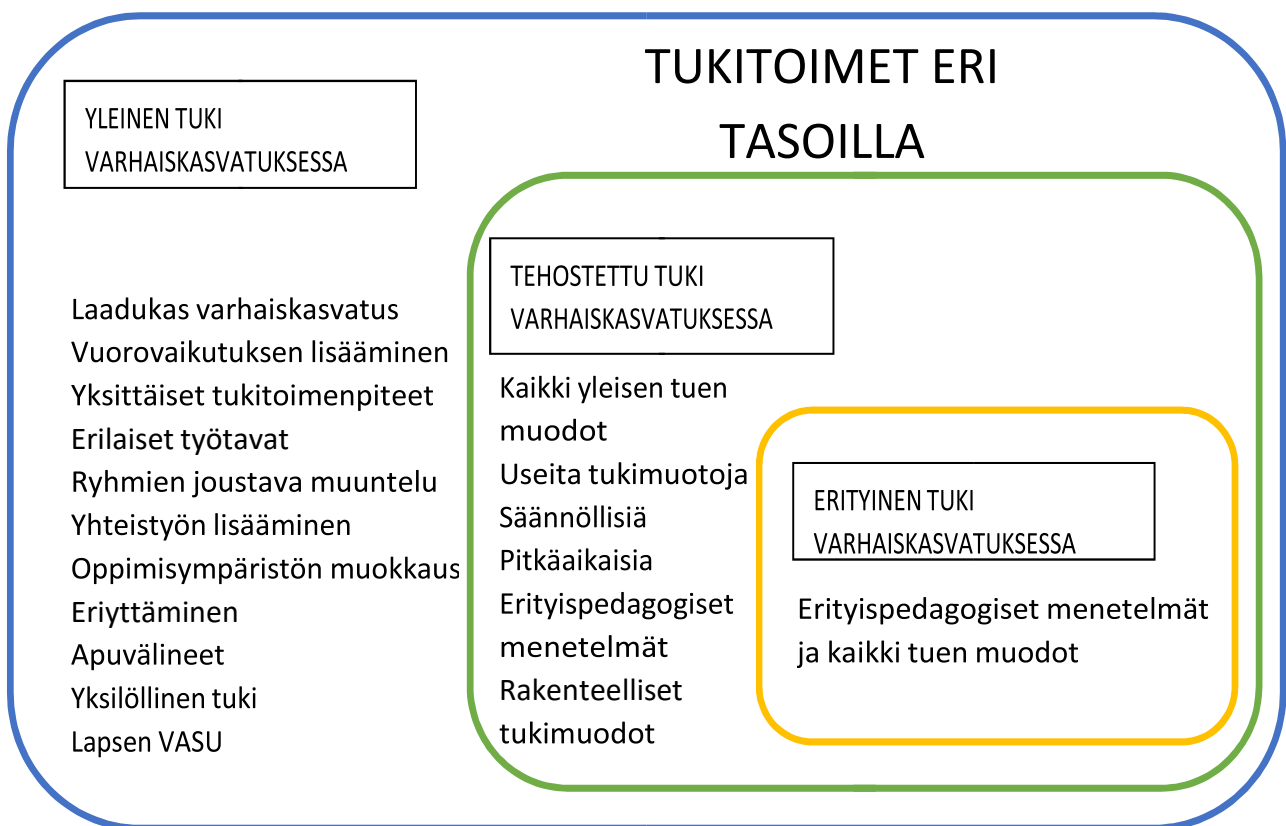 TUKITOIMET ERI
TASOILLA
YLEINEN TUKI
VARHAISKASVATUKSESSA
Laadukas varhaiskasvatus
Vuorovaikutuksen lisääminen
Yksittäiset tukitoimenpiteet
Erilaiset työtavat
Ryhmien joustava muuntelu
Yhteistyön lisääminen
Oppimisympäristön muokkaus
Eriyttäminen
Apuvälineet
Yksilöllinen tuki
Lapsen VASU
TEHOSTETTU TUKI
VARHAISKASVATUKSESSA
Kaikki yleisen tuen
muodot
Useita tukimuotoja
Säännöllisiä
Pitkäaikaisia
Erityispedagogiset
menetelmät
Rakenteelliset
tukimuodot
ERITYINEN TUKI
VARHAISKASVATUKSESSA
Erityispedagogiset menetelmät
ja kaikki tuen muodot